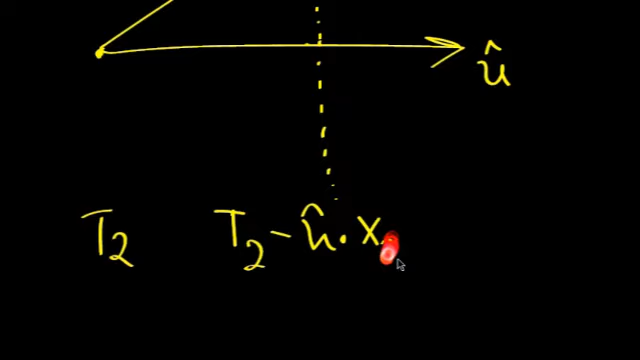 û
T₂ T₂ - û · X